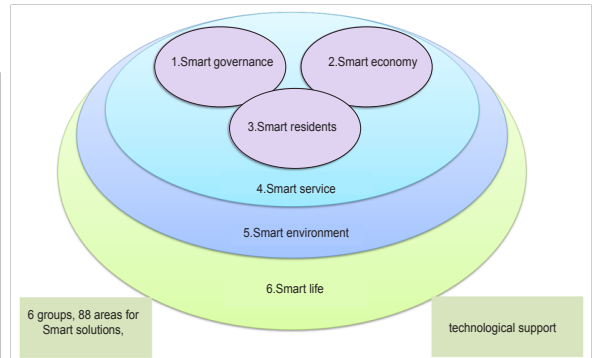 1.Smart governance
2.Smart economy
3.Smart residents
4.Smart service
5.Smart environment
6.Smart life
6 groups, 88 areas for
Smart solutions,
technological support